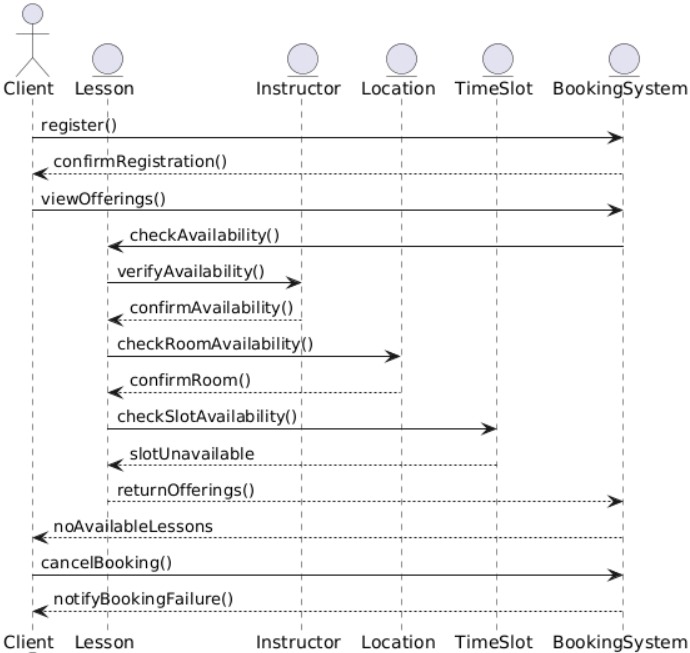 Client Lesson Instructor Location TimeSlot BookingSystem
register()
confirmRegistration()
viewOfferings()
checkAvailability()
verifyAvailability()
confirmAvailability()
checkRoomAvailability()
confirmRoom()
checkSlotAvailability()
slotUnavailable
returnOfferings()
noAvailableLessons
cancelBooking()
notifyBookingFailure()
Client Lesson Instructor Location TimeSlot BookingSystem